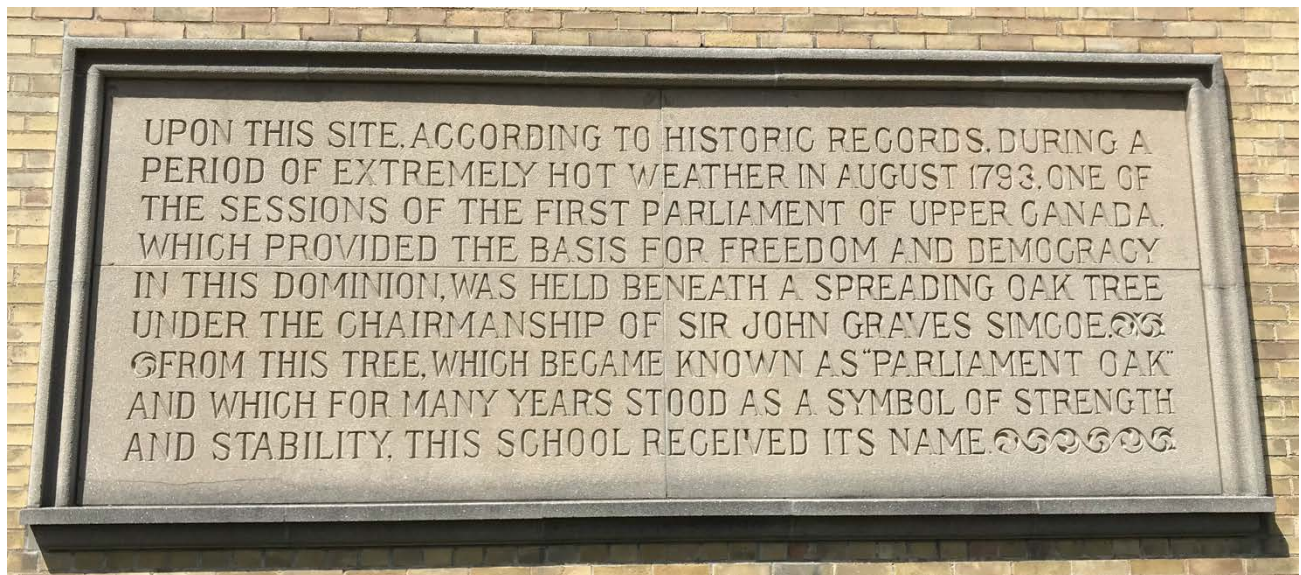 UPON THIS SITE, ACCORDING TO HISTORIC RECORDS, DURING A
PERIOD OF EXTREMELY HOT WEATHER IN AUGUST 1793, ONE OF
THE SESSIONS OF THE FIRST PARLIAMENT OF UPPER CANADA,
WHICH PROVIDED THE BASIS FOR FREEDOM AND DEMOCRACY
IN THIS DOMINION, WAS HELD BENEATH A SPREADING OAK TREE
UNDER THE CHAIRMANSHIP OF SIR JOHN GRAVES SIMCOE.
FROM THIS TREE, WHICH BECAME KNOWN AS "PARLIAMENT OAK"
AND WHICH FOR MANY YEARS STOOD AS A SYMBOL OF STRENGTH
AND STABILITY, THIS SCHOOL RECEIVED ITS NAME.